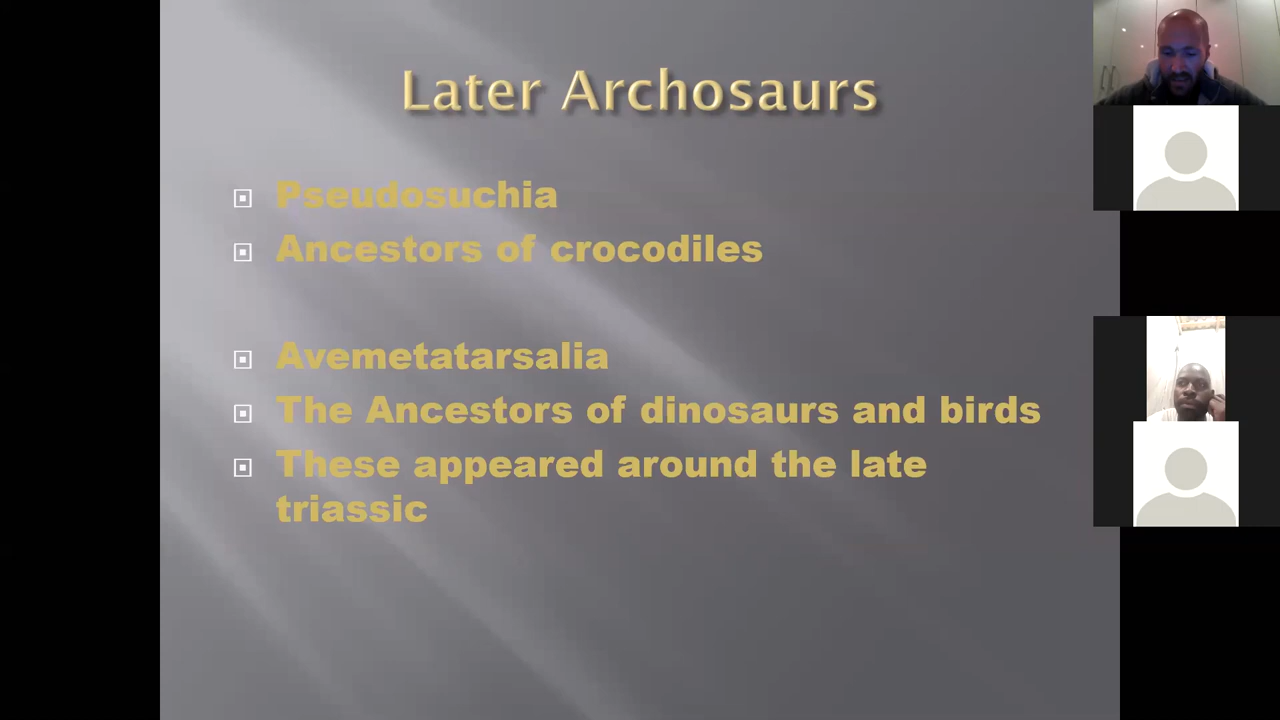 Later Archosaurs
Pseudosuchia
Ancestors of crocodiles
Avemetatarsalia
The Ancestors of dinosaurs and birds
These appeared around the late
triassic